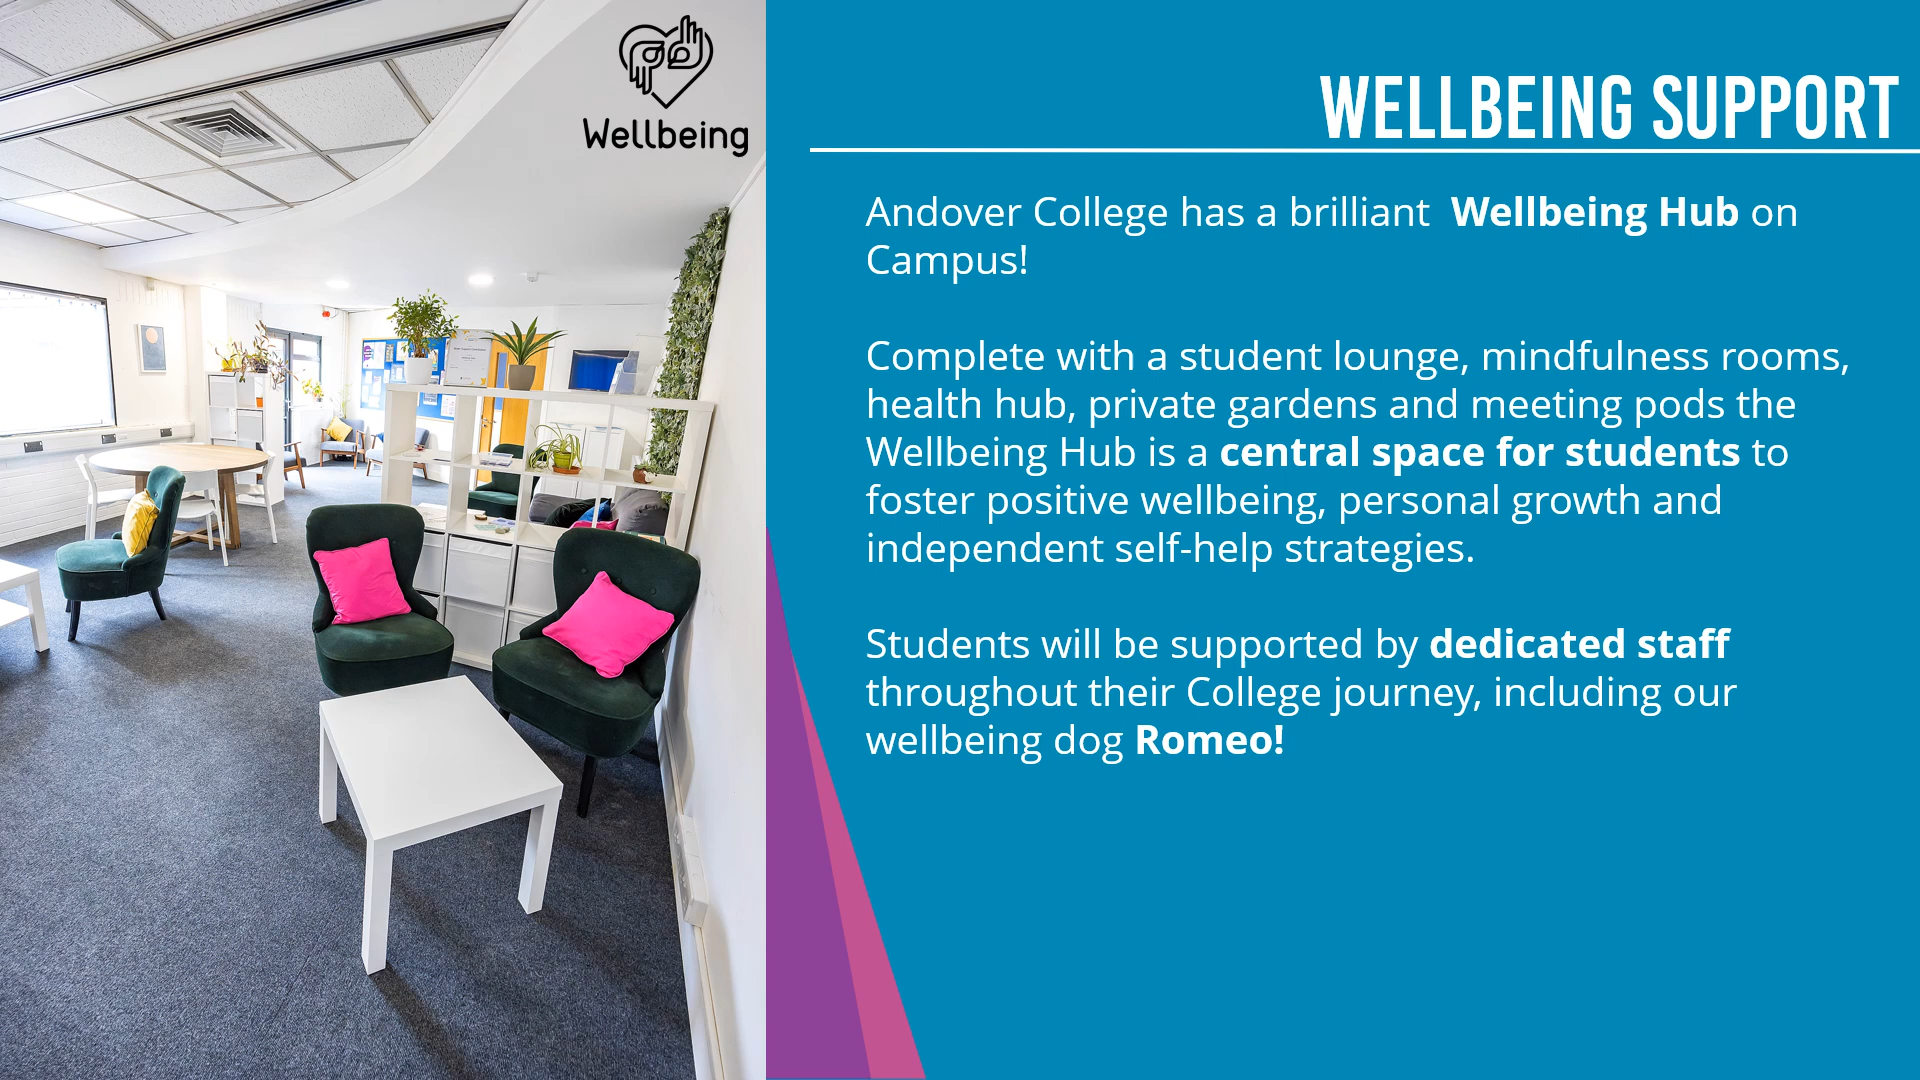 Wellbeing
WELLBEING SUPPORT
Andover College has a brilliant  Wellbeing Hub on
Campus!
Complete with a student lounge, mindfulness rooms,
health hub, private gardens and meeting pods the
Wellbeing Hub is a central space for students to
foster positive wellbeing, personal growth and
independent self-help strategies.
Students will be supported by dedicated staff
throughout their College journey, including our
wellbeing dog Romeo!